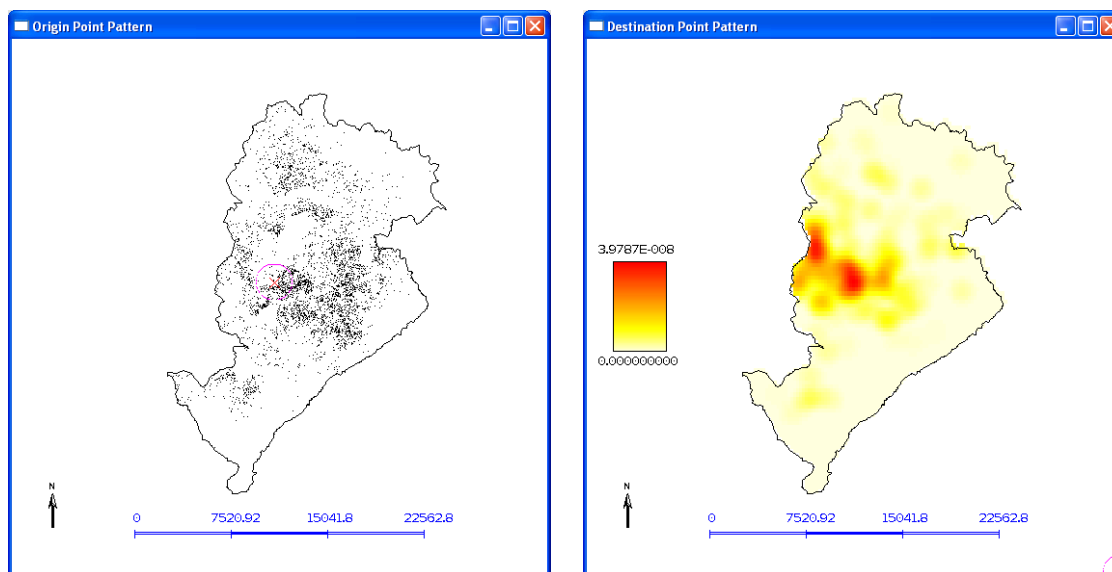 Origin Point Pattern
N
0 7520.92 15041.8 22562.8
Destination Point Pattern
3.9787E-008
0.000000000
N
0 7520.92 15041.8 22562.8